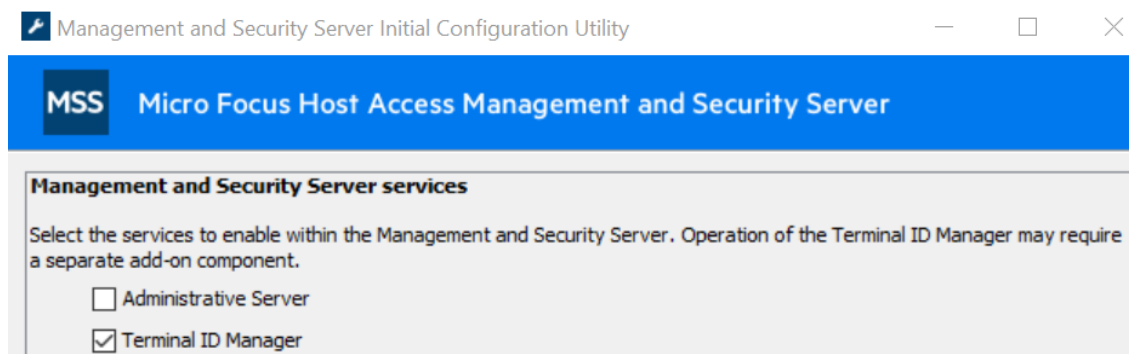 Management and Security Server Initial Configuration Utility
MSS Micro Focus Host Access Management and Security Server
Management and Security Server services
Select the services to enable within the Management and Security Server. Operation of the Terminal ID Manager may require
a separate add-on component.
Administrative Server
Terminal ID Manager